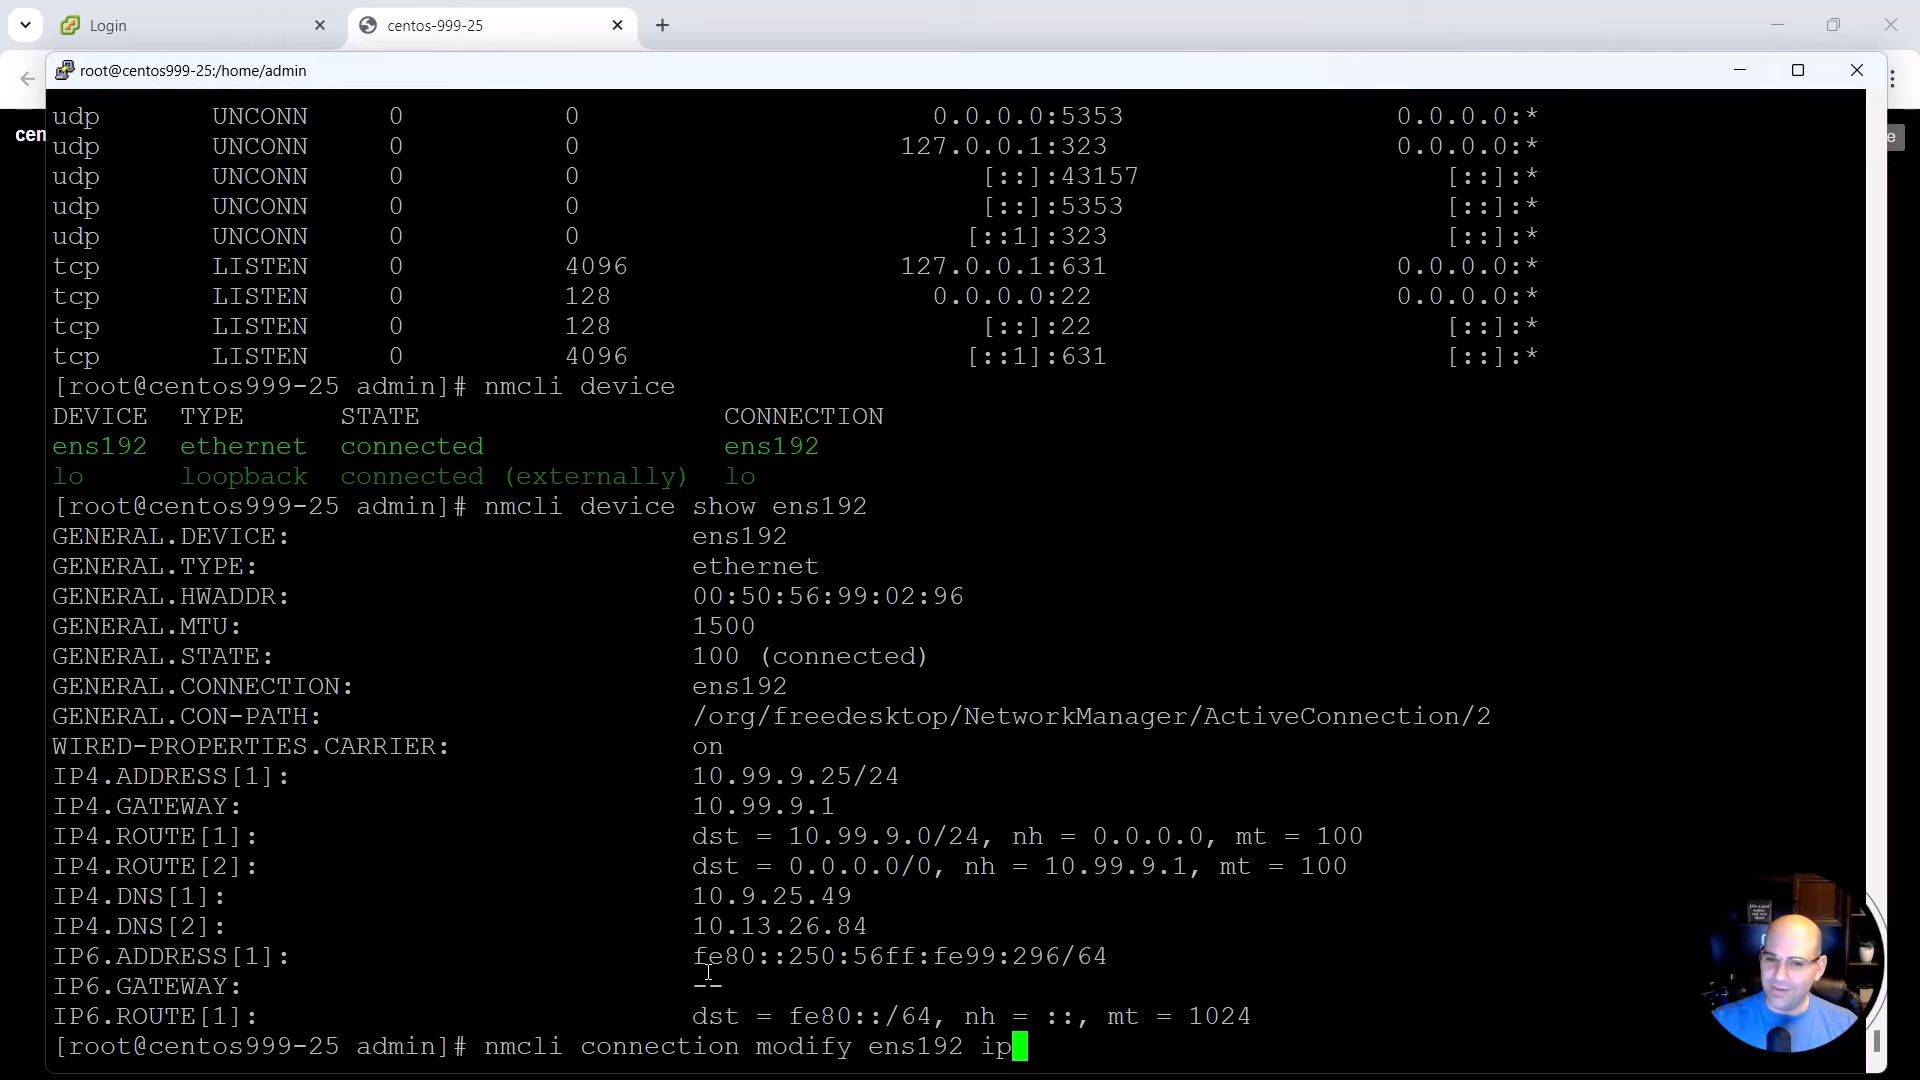 Login
centos-999-25
root@centos999-25:/home/admin
cen
e
udp UNCONN 0 0 0.0.0.0:5353 0.0.0.0:*
udp UNCONN 0 0 127.0.0.1:323 0.0.0.0:*
udp UNCONN 0 0 [::]:43157 [::]:*
udp UNCONN 0 0 [::]:5353 [::]:*
udp UNCONN 0 0 [::1]:323 [::]:*
tcp LISTEN 0 4096 127.0.0.1:631 0.0.0.0:*
tcp LISTEN 0 128 0.0.0.0:22 0.0.0.0:*
tcp LISTEN 0 128 [::]:22 [::]:*
tcp LISTEN 0 4096 [::1]:631 [::]:*
[root@centos999-25 admin]# nmcli device
DEVICE TYPE STATE CONNECTION
ens192 ethernet connected ens192
lo loopback connected (externally) lo
[root@centos999-25 admin]# nmcli device show ens192
GENERAL.DEVICE: ens192
GENERAL.TYPE: ethernet
GENERAL.HWADDR: 00:50:56:99:02:96
GENERAL.MTU: 1500
GENERAL.STATE: 100 (connected)
GENERAL.CONNECTION: ens192
GENERAL.CON-PATH: /org/freedesktop/NetworkManager/ActiveConnection/2
WIRED-PROPERTIES.CARRIER: on
IP4.ADDRESS[1]: 10.99.9.25/24
IP4.GATEWAY: 10.99.9.1
IP4.ROUTE[1]: dst = 10.99.9.0/24, nh = 0.0.0.0, mt = 100
IP4.ROUTE[2]: dst = 0.0.0.0/0, nh = 10.99.9.1, mt = 100
IP4.DNS[1]: 10.9.25.49
IP4.DNS[2]: 10.13.26.84
IP6.ADDRESS[1]: fe80::250:56ff:fe99:296/64
IP6.GATEWAY: --
IP6.ROUTE[1]: dst = fe80::/64, nh = ::, mt = 1024
[root@centos999-25 admin]# nmcli connection modify ens192 ip